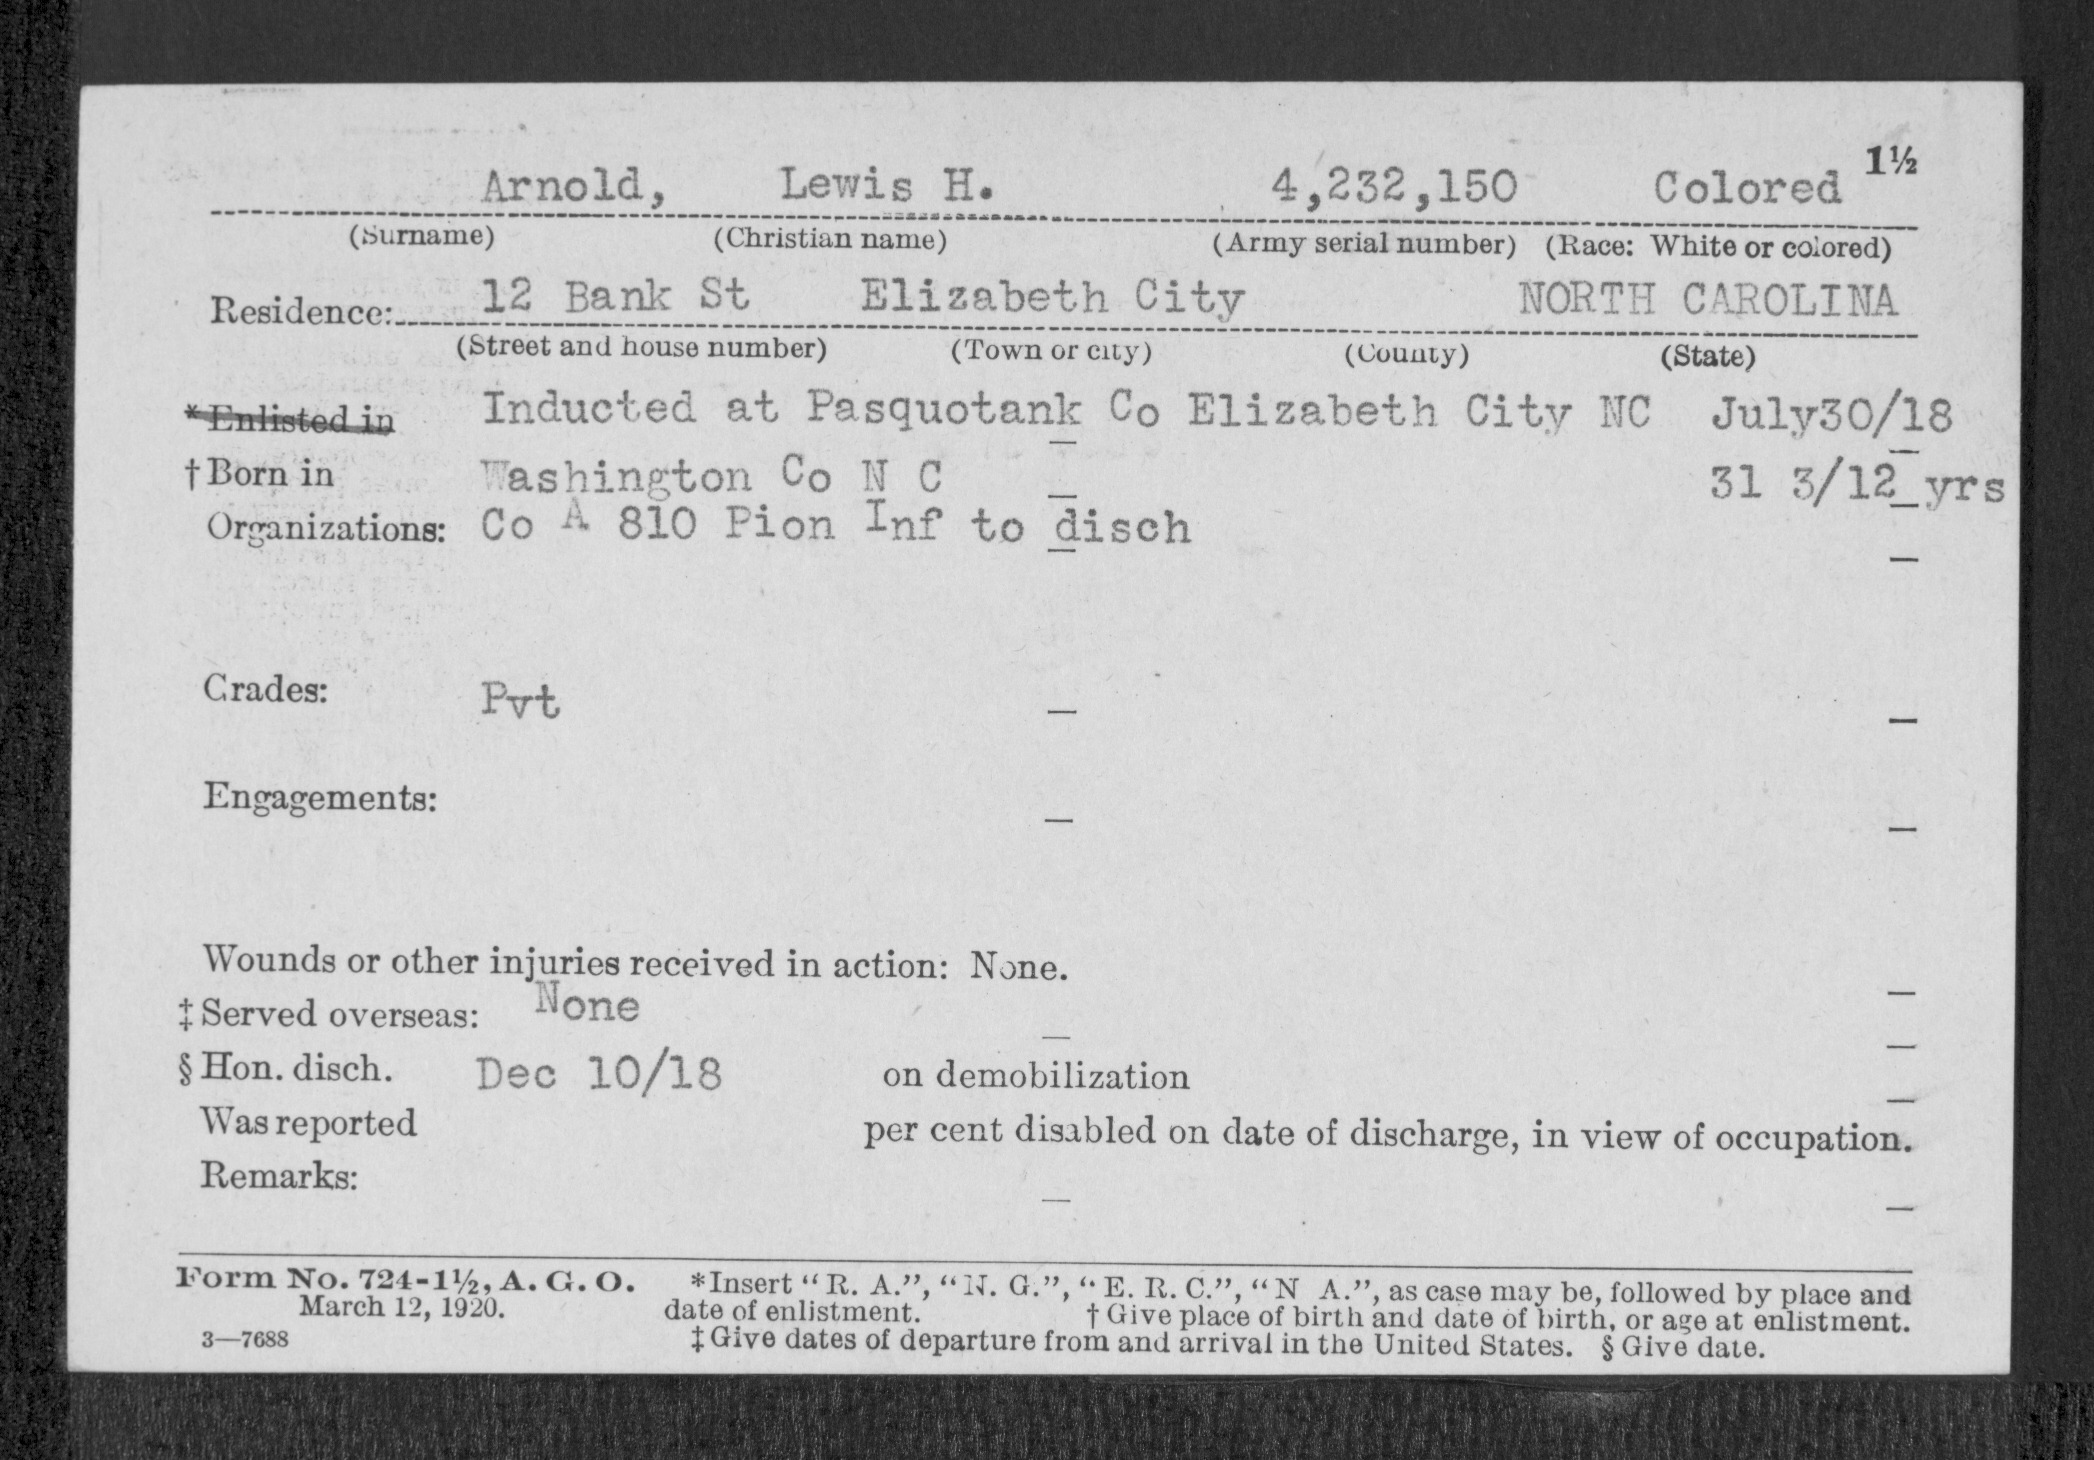 1½
Arnold, Lewis H. 4,232,150 Colored
(Surname) (Christian name) (Army serial number) (Race: White or colored)
Residence: 12 Bank St Elizabeth City NORTH CAROLINA
(Street and house number) (Town or city) (County) (State)
*Enlisted in Inducted at Pasquotank Co Elizabeth City NC July30/18
†Born in Washington Co N C 31 3/12 yrs
Organizations: Co A 810 Pion Inf to disch
Grades: Pvt
Engagements:
Wounds or other injuries received in action: None.
‡Served overseas: None
§Hon. disch. Dec 10/18 on demobilization
Was reported per cent disabled on date of discharge, in view of occupation.
Remarks:
Form No. 724-1½, A. G. O. *Insert "R. A.", "N. G.", "E. R. C.", "N A.", as case may be, followed by place and
March 12, 1920. date of enlistment. †Give place of birth and date of birth, or age at enlistment.
3—7688 ‡Give dates of departure from and arrival in the United States. §Give date.